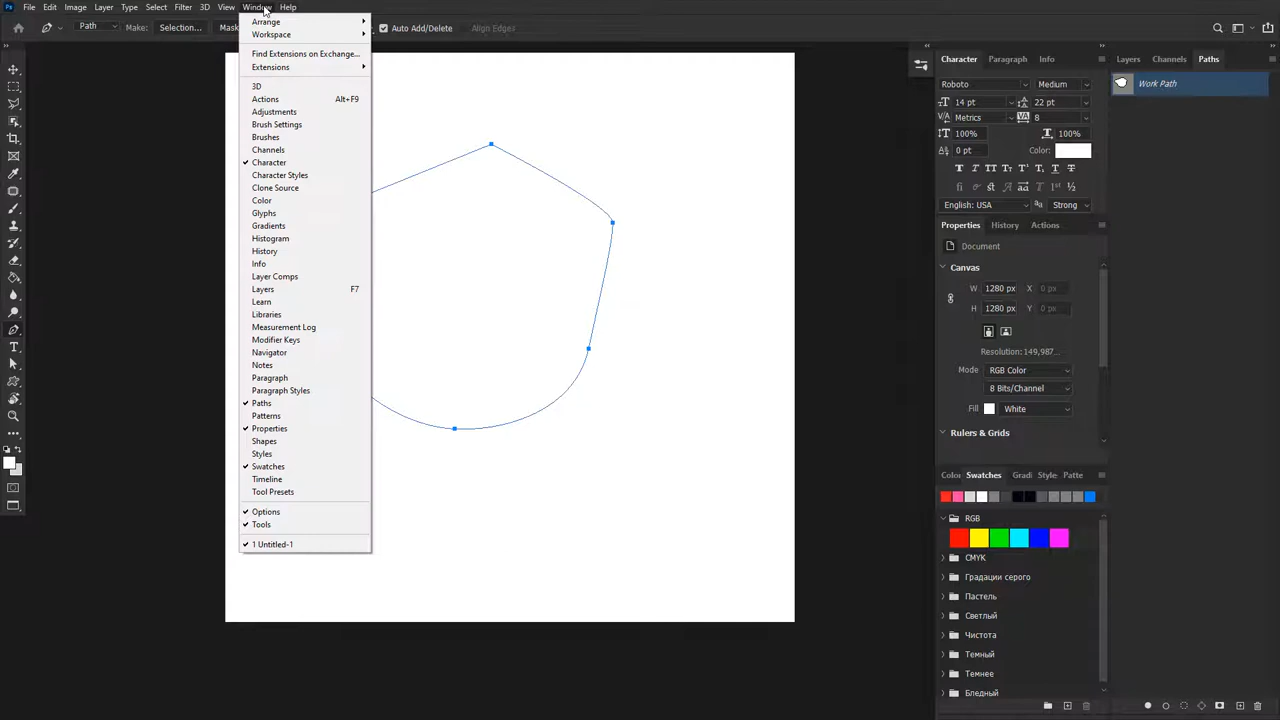 Ps File Edit Image Layer Type Select Filter 3D View Window Help
Path Make: Selection... Mask Auto Add/Delete Align Edges
Arrange
Workspace
Find Extensions on Exchange...
Extensions
3D
Actions Alt+F9
Adjustments
Brush Settings
Brushes
Channels
Character
Character Styles
Clone Source
Color
Glyphs
Gradients
Histogram
History
Info
Layer Comps
Layers F7
Learn
Libraries
Measurement Log
Modifier Keys
Navigator
Notes
Paragraph
Paragraph Styles
Paths
Patterns
Properties
Shapes
Styles
Swatches
Timeline
Tool Presets
Options
Tools
1 Untitled-1
Character Paragraph Info
Roboto Medium
14 pt 22 pt
Metrics 8
100% 100%
0 pt Color:
English: USA Strong
Properties History Actions
Document
Canvas
W 1280 px X 0 px
H 1280 px Y 0 px
Resolution: 149,987...
Mode RGB Color
8 Bits/Channel
Fill White
Rulers & Grids
Color Swatches Gradi Style Patte
RGB
CMYK
Градации серого
Пастель
Светлый
Чистота
Темный
Темнее
Бледный
Layers Channels Paths
Work Path